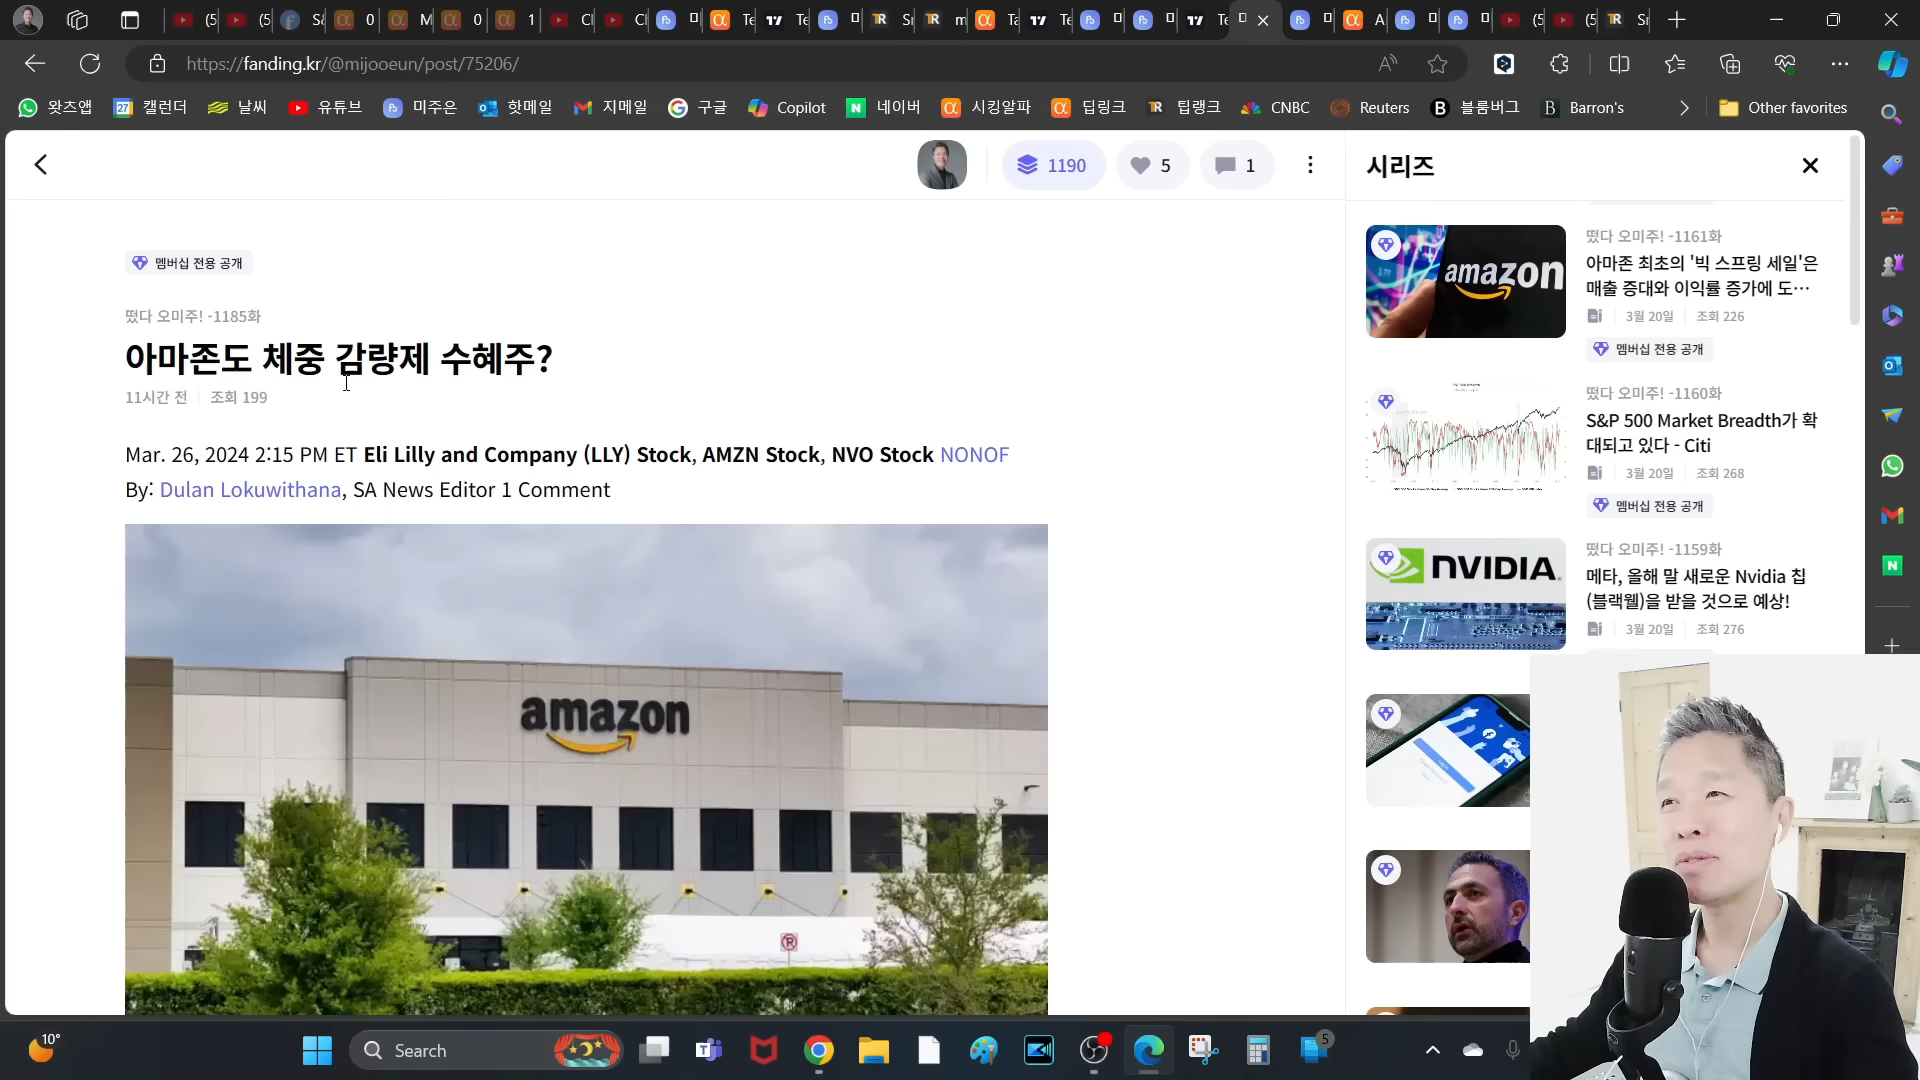 https://fanding.kr/@mijooeun/post/75206/
왓츠앱
캘린더
날씨
유튜브
미주은
핫메일
지메일
구글
Copilot
네이버
시킹알파
딥링크
팁랭크
CNBC
Reuters
블룸버그
Barron's
Other favorites
1190
5
1
멤버십 전용 공개
떴다 오미주! -1185화
아마존도 체중 감량제 수혜주?
11시간 전
조회 199
Mar. 26, 2024 2:15 PM ET Eli Lilly and Company (LLY) Stock, AMZN Stock, NVO Stock NONOF
By: Dulan Lokuwithana, SA News Editor 1 Comment
amazon
시리즈
amazon
떴다 오미주! -1161화
아마존 최초의 '빅 스프링 세일'은
매출 증대와 이익률 증가에 도…
3월 20일
조회 226
멤버십 전용 공개
떴다 오미주! -1160화
S&P 500 Market Breadth가 확
대되고 있다 - Citi
3월 20일
조회 268
멤버십 전용 공개
NVIDIA.
떴다 오미주! -1159화
메타, 올해 말 새로운 Nvidia 칩
(블랙웰)을 받을 것으로 예상!
3월 20일
조회 276
10°
Search
5